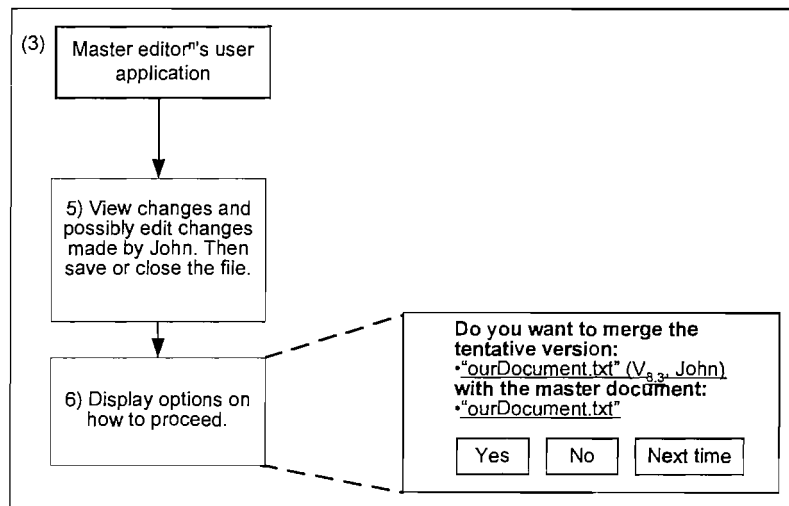 (3)
Master editorⁿ's user
application
5) View changes and
possibly edit changes
made by John. Then
save or close the file.
6) Display options on
how to proceed.
Do you want to merge the
tentative version:
•"ourDocument.txt" (V8.3, John)
with the master document:
•"ourDocument.txt"
Yes
No
Next time